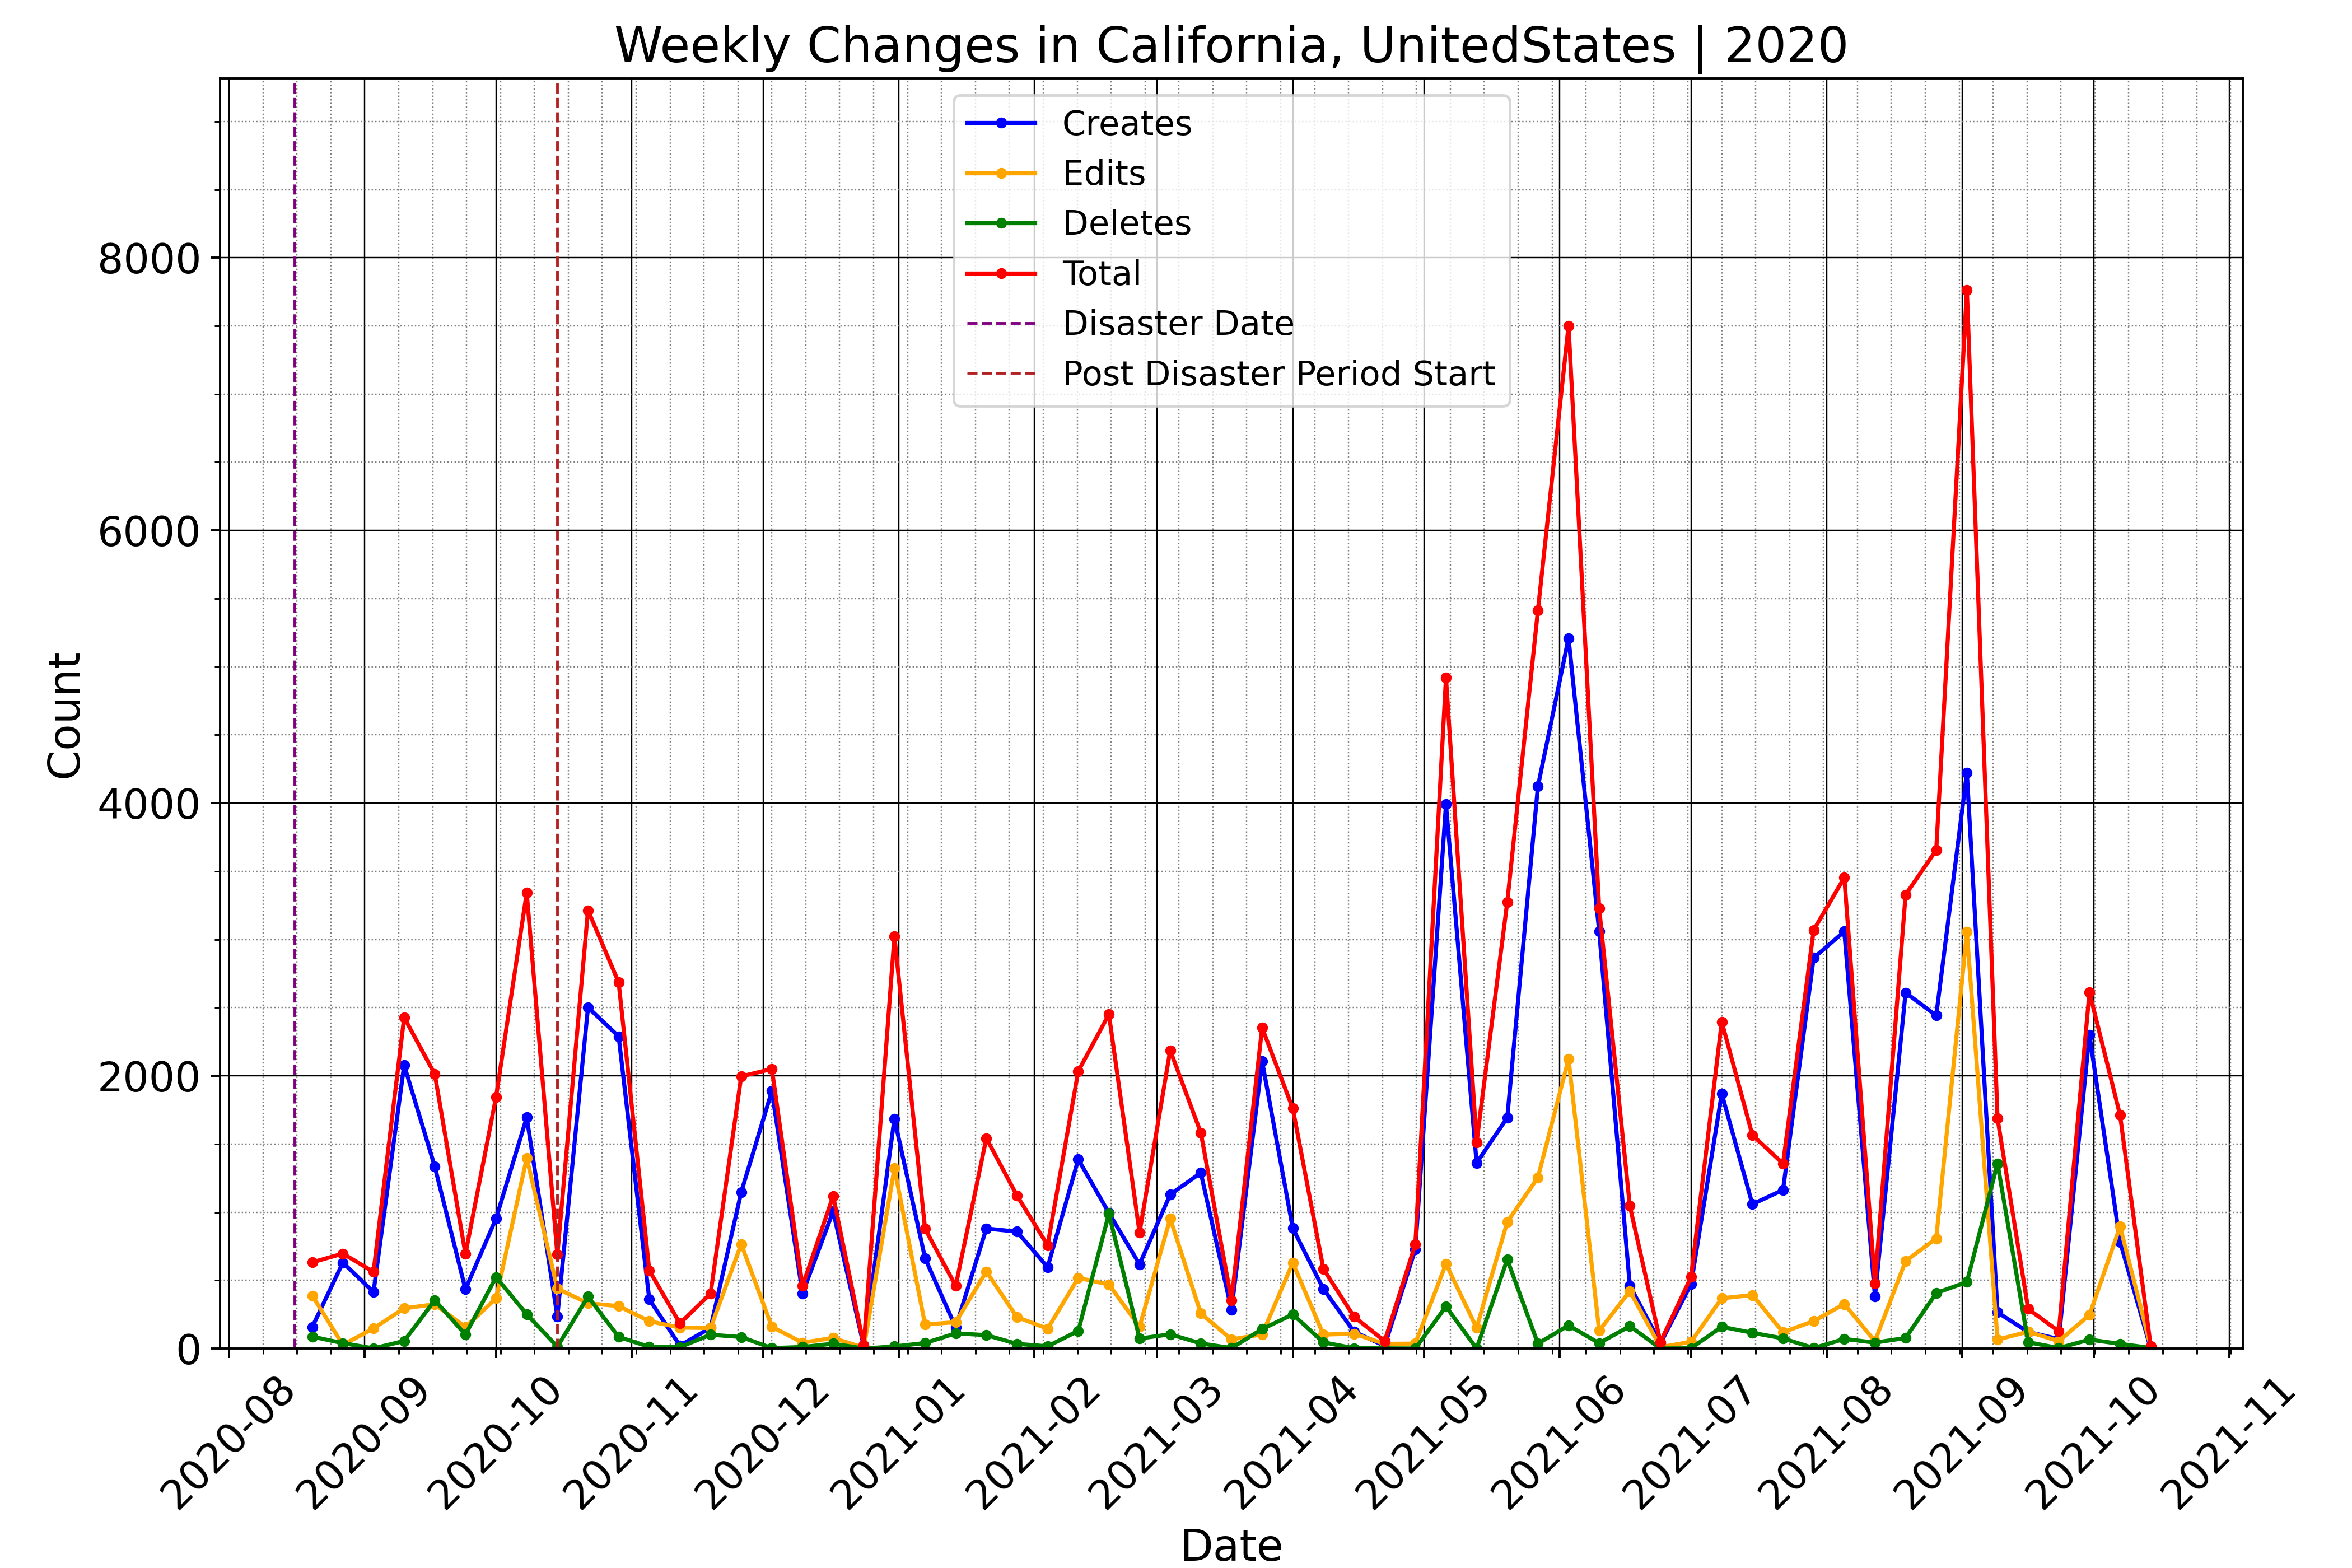 Weekly Changes in California, UnitedStates | 2020
Creates
Edits
Deletes
Total
Disaster Date
Post Disaster Period Start
Count
8000
6000
4000
2000
0
2020-08
2020-09
2020-10
2020-11
2020-12
2021-01
2021-02
2021-03
2021-04
2021-05
2021-06
2021-07
2021-08
2021-09
2021-10
2021-11
Date